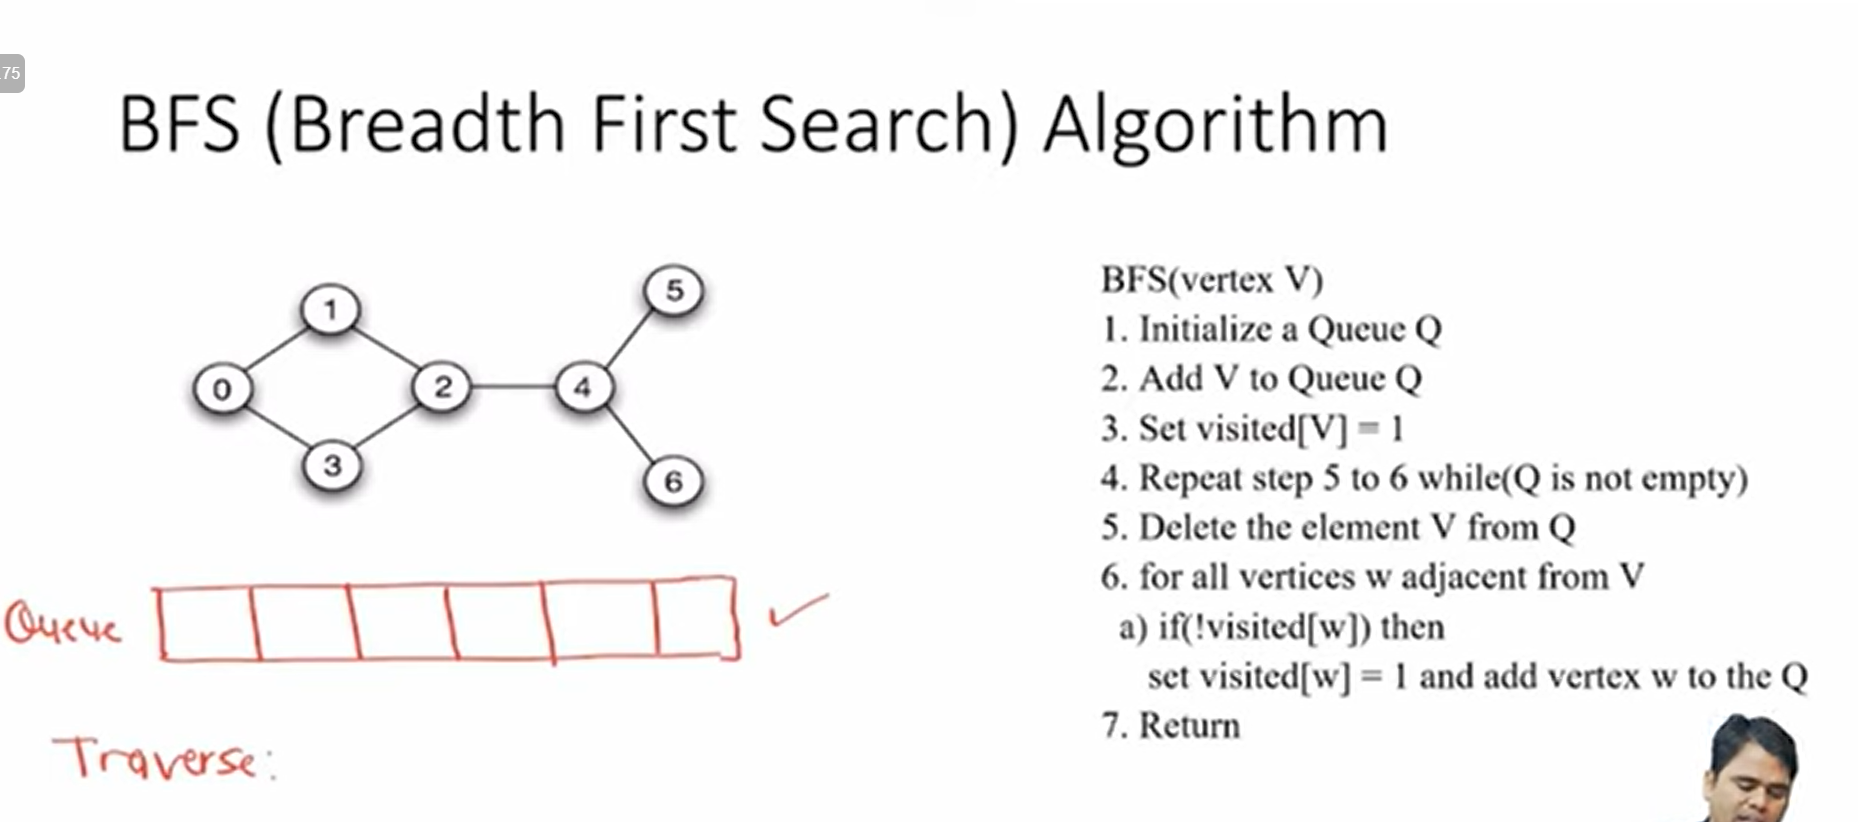 75
BFS (Breadth First Search) Algorithm
1
5
0
2
4
3
6
Queue
Traverse:
BFS(vertex V)
1. Initialize a Queue Q
2. Add V to Queue Q
3. Set visited[V] = 1
4. Repeat step 5 to 6 while(Q is not empty)
5. Delete the element V from Q
6. for all vertices w adjacent from V
a) if(!visited[w]) then
set visited[w] = 1 and add vertex w to the Q
7. Return